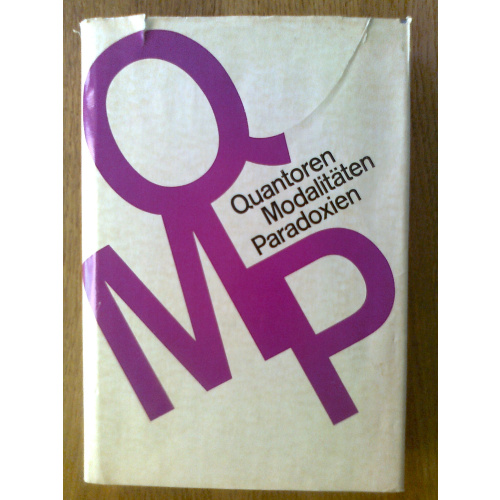 Q
M P
Quantoren
Modalitäten
Paradoxien